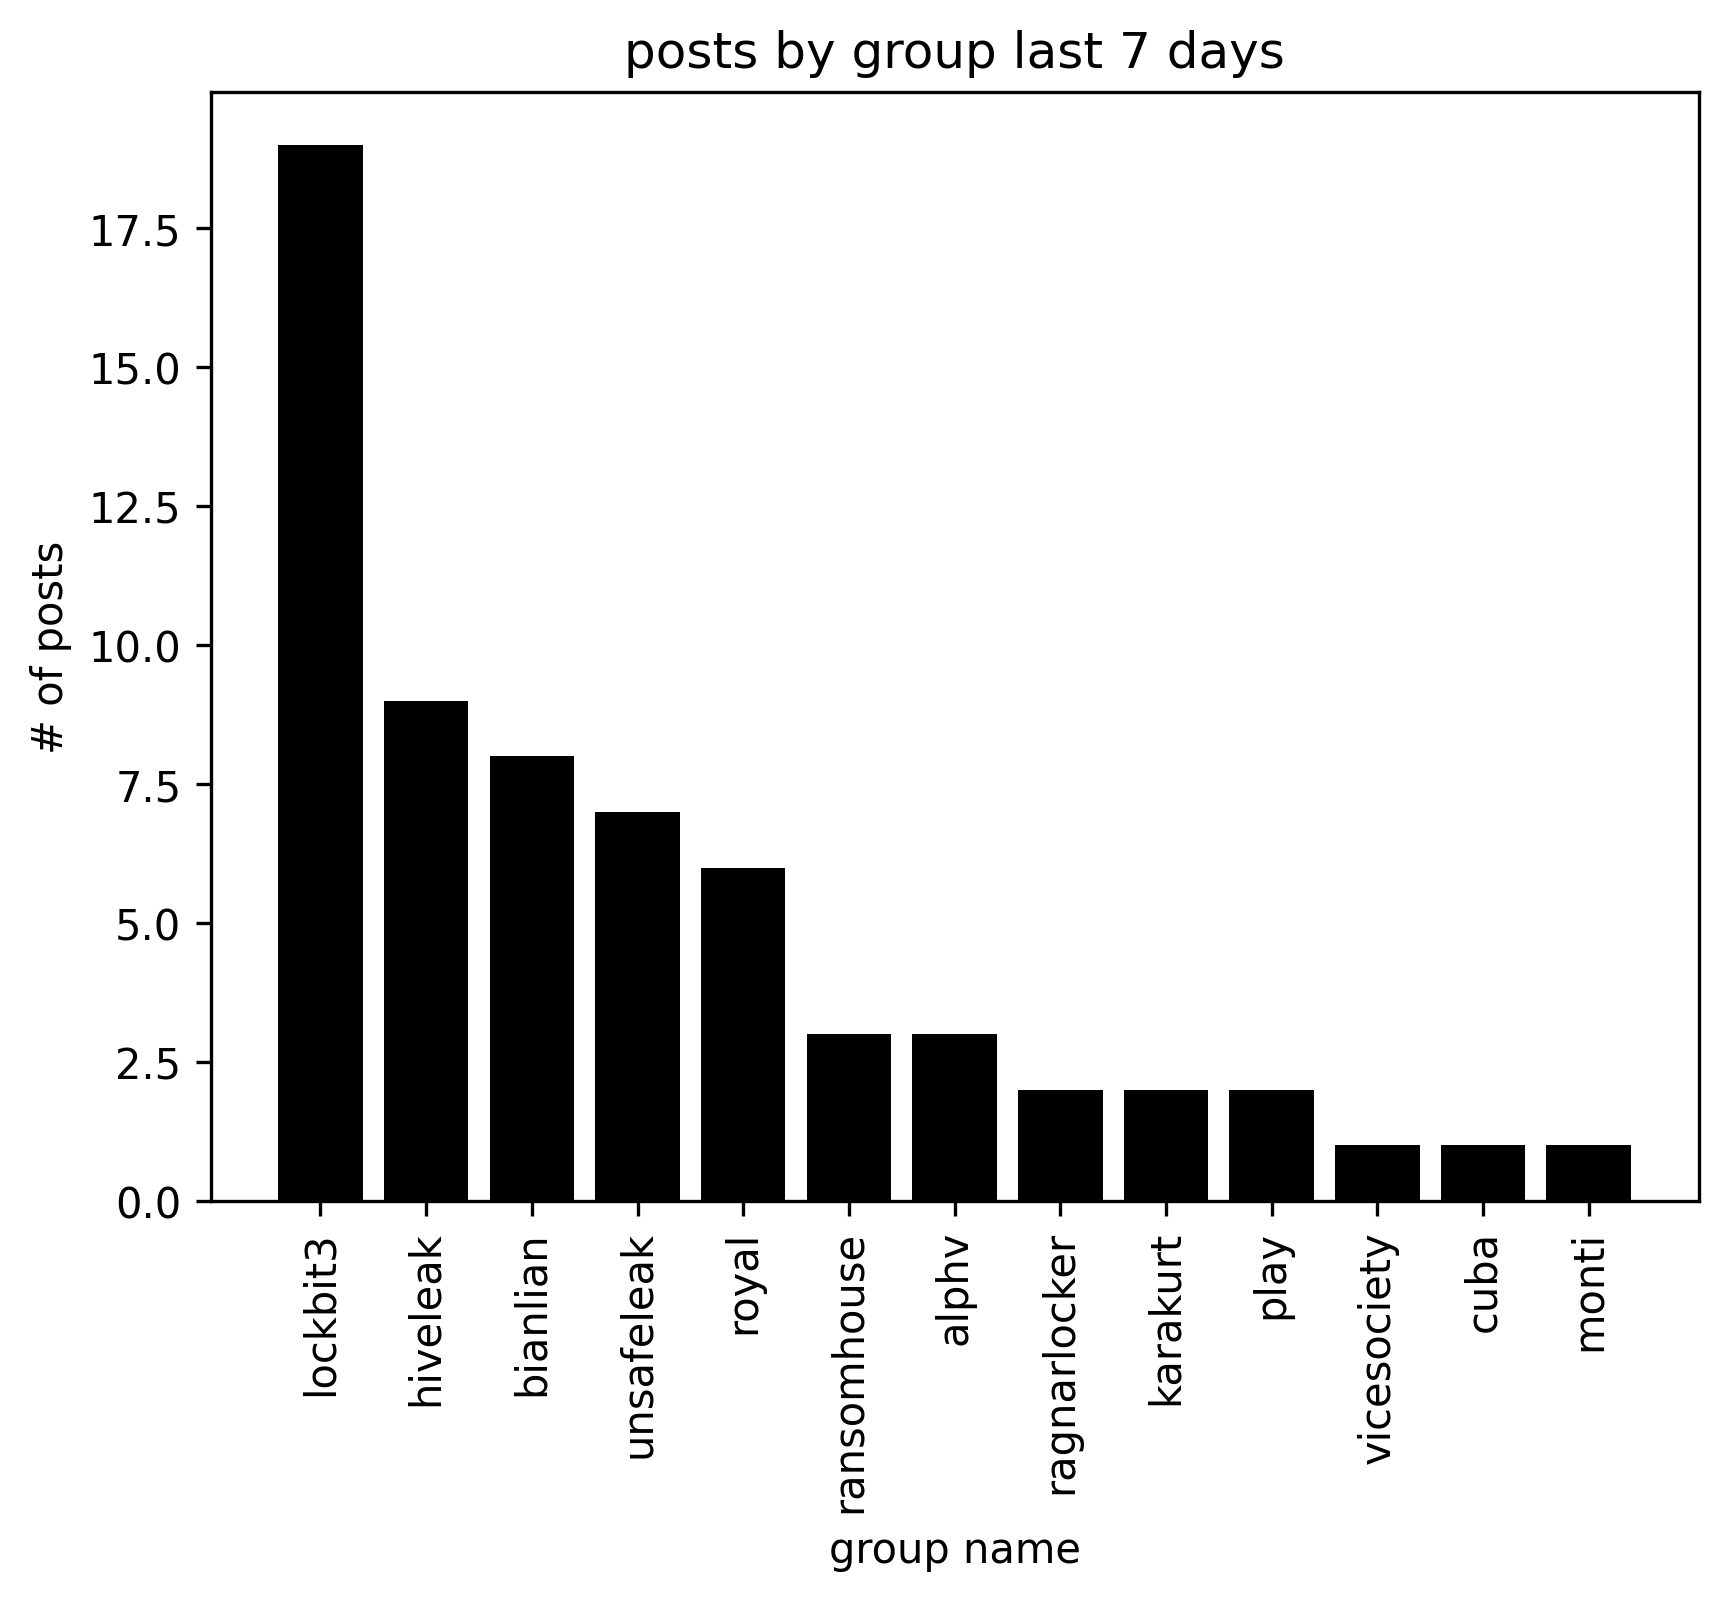 posts by group last 7 days
# of posts
17.5
15.0
12.5
10.0
7.5
5.0
2.5
0.0
lockbit3
hiveleak
bianlian
unsafeleak
royal
ransomhouse
alphv
ragnarlocker
karakurt
play
vicesociety
cuba
monti
group name